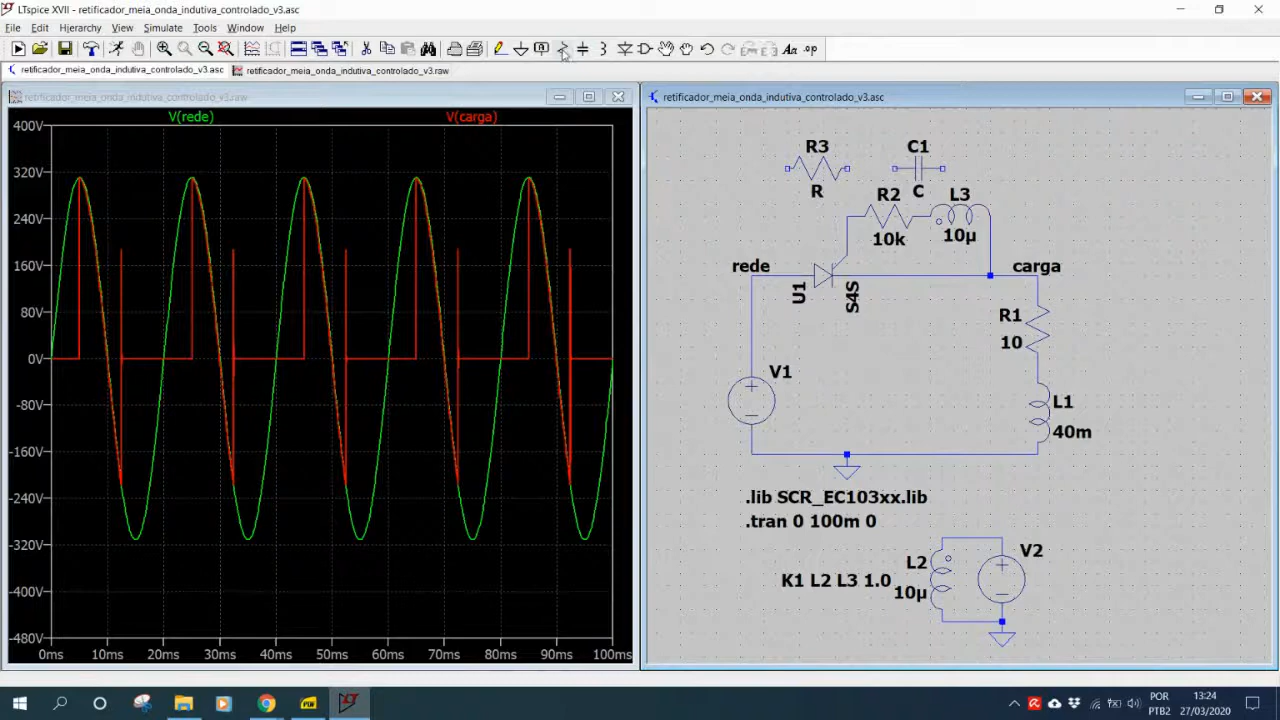 LTspice XVII - retificador_meia_onda_indutiva_controlado_v3.asc
File Edit Hierarchy View Simulate Tools Window Help
retificador_meia_onda_indutiva_controlado_v3.asc retificador_meia_onda_indutiva_controlado_v3.raw
retificador_meia_onda_indutiva_controlado_v3.raw
V(rede) V(carga)
400V
320V
240V
160V
80V
0V
-80V
-160V
-240V
-320V
-400V
-480V
0ms 10ms 20ms 30ms 40ms 50ms 60ms 70ms 80ms 90ms 100ms
retificador_meia_onda_indutiva_controlado_v3.asc
R3 C1
R C
R2 L3
10k 10µ
rede carga
U1 S4S
R1
10
V1
L1
40m
.lib SCR_EC103xx.lib
.tran 0 100m 0
L2 V2
K1 L2 L3 1.0
10µ
POR 13:24
PTB2 27/03/2020